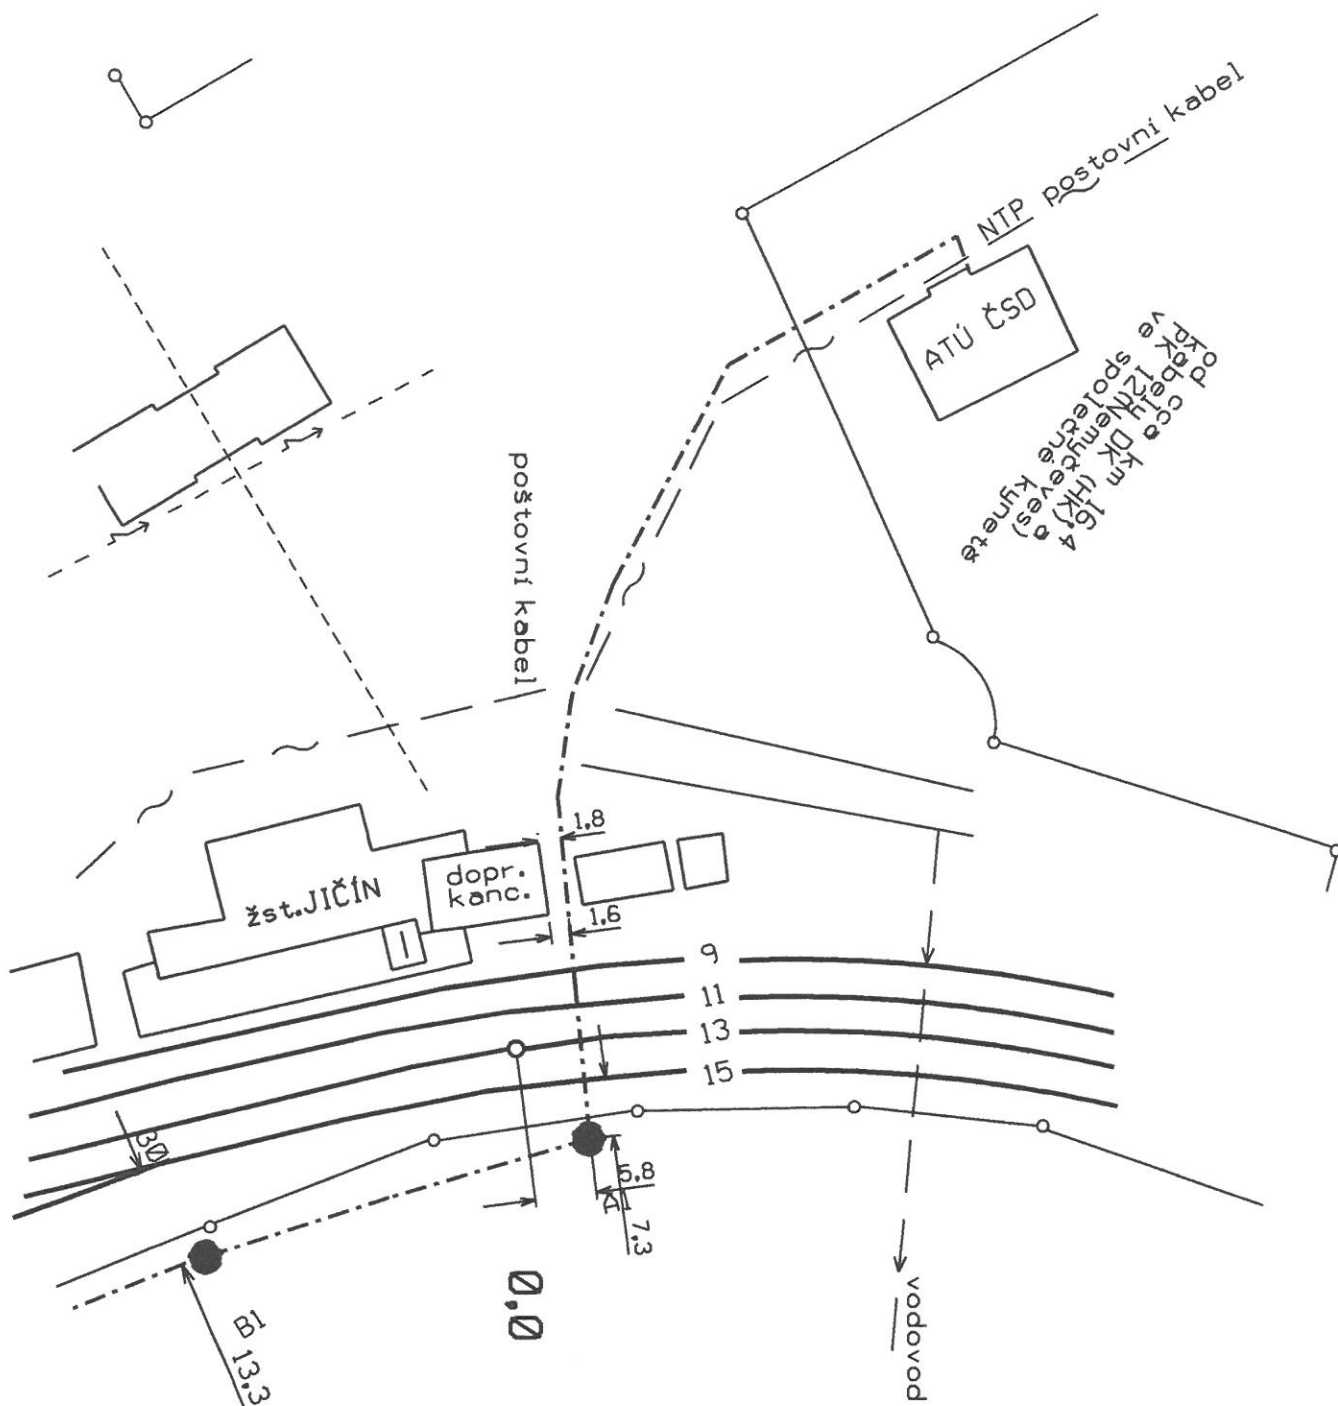 NTP poštovní kabel
ATÚ ČSD
od cca km 16,4
kabely DK (HK) a
PK 12(Nemyčeves)
ve společné kynetě
poštovní kabel
1,8
dopr.
kanc.
žst.JIČÍN
1,6
9
11
13
15
30
5,8
A1
7,3
0,0
B1
13,3
vodovod